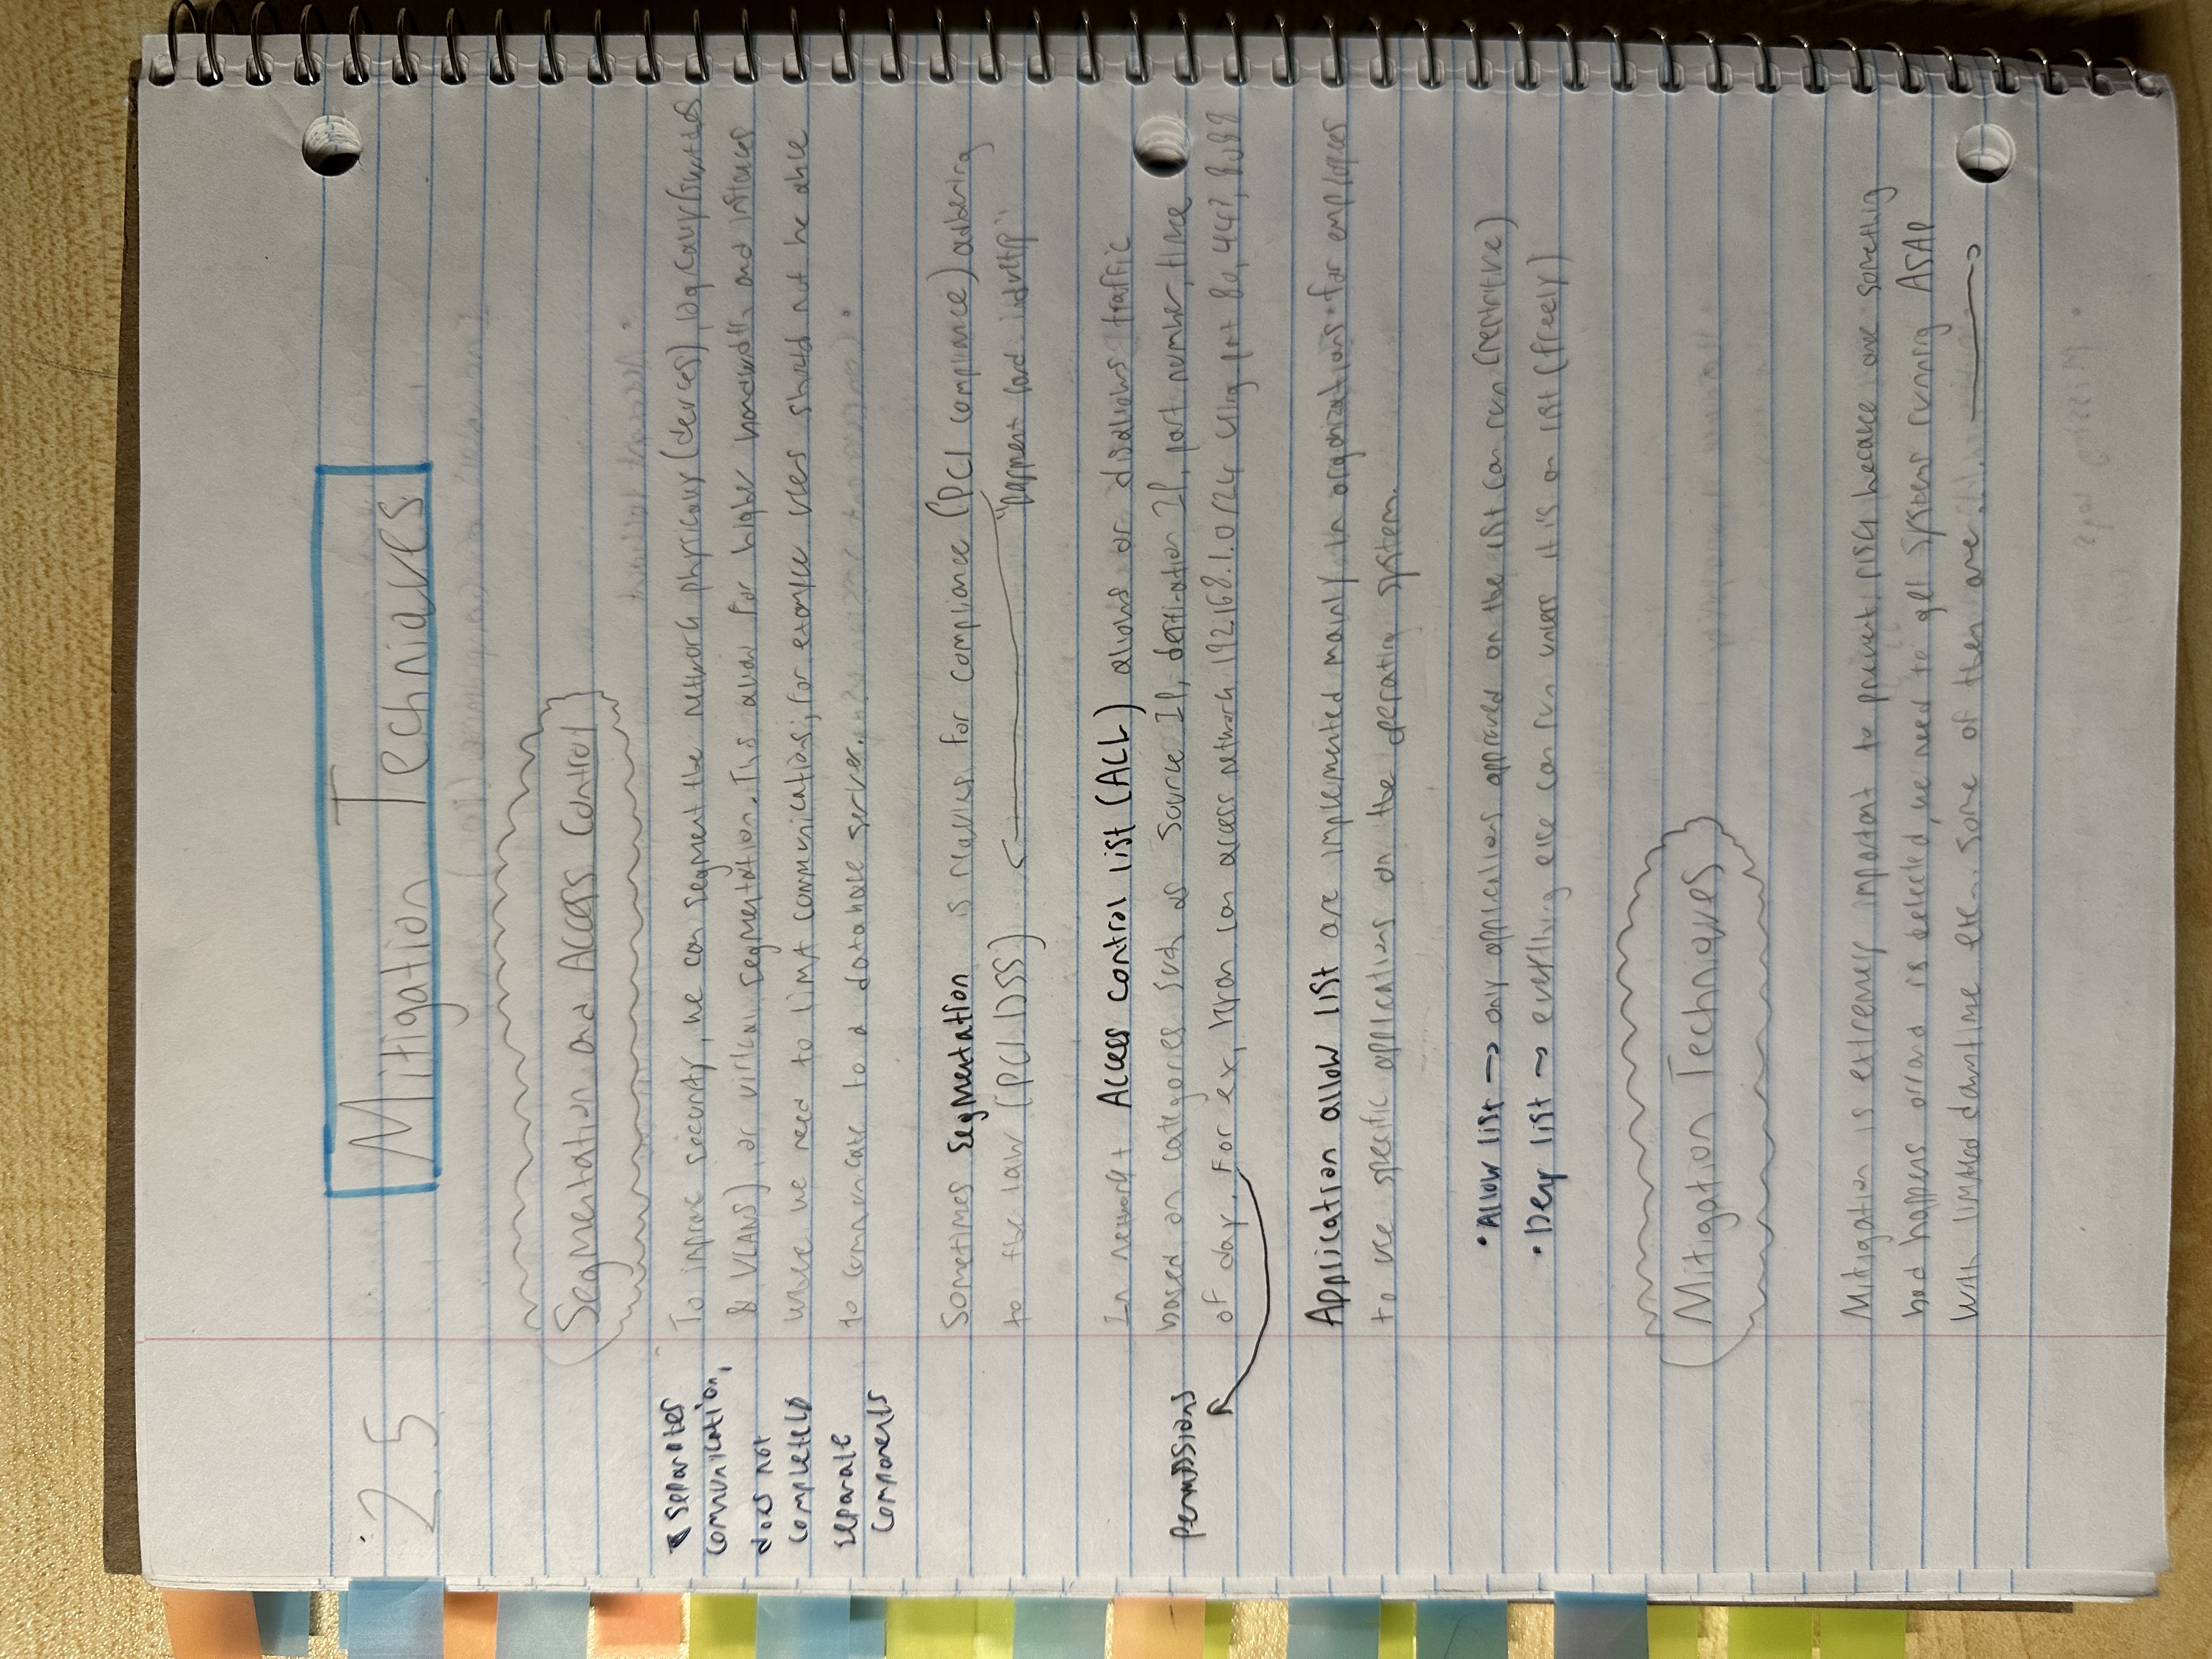 2.5
Mitigation Techniques
Segmentation and Access Control
separates
communication,
does not
completely
separate
components
To improve security, we can segment the network physically (devices), logically (switches
& VLANS), or virtual segmentation. This allow for higher bandwidth and instances
where we need to limit communications; for example users should not be able
to communicate to a database server.
Sometimes segmentation is required for compliance (PCI compliance) adhering
to the law (PCI DSS)
"Payment card industry"
In network+ Access control list (ACL) allows or disallows traffic
based on categories such as Source IP, destination IP, port number, time
of day. For ex, can access network 192.168.1.0/24 using port 80, 443, 8088
Permissions
Application allow list are implemented mainly in organizations for employees
to use specific applications on the operating system.
• Allow list → only applications approved on the list can run (restritive)
• Deny list → everything else can run unless it is on list (freely)
Mitigation Techniques
Mitigation is extremely important to prevent risk because one something
bad happens and is detected, we need to get systems running ASAP
with limited downtime etc... some of them are... →